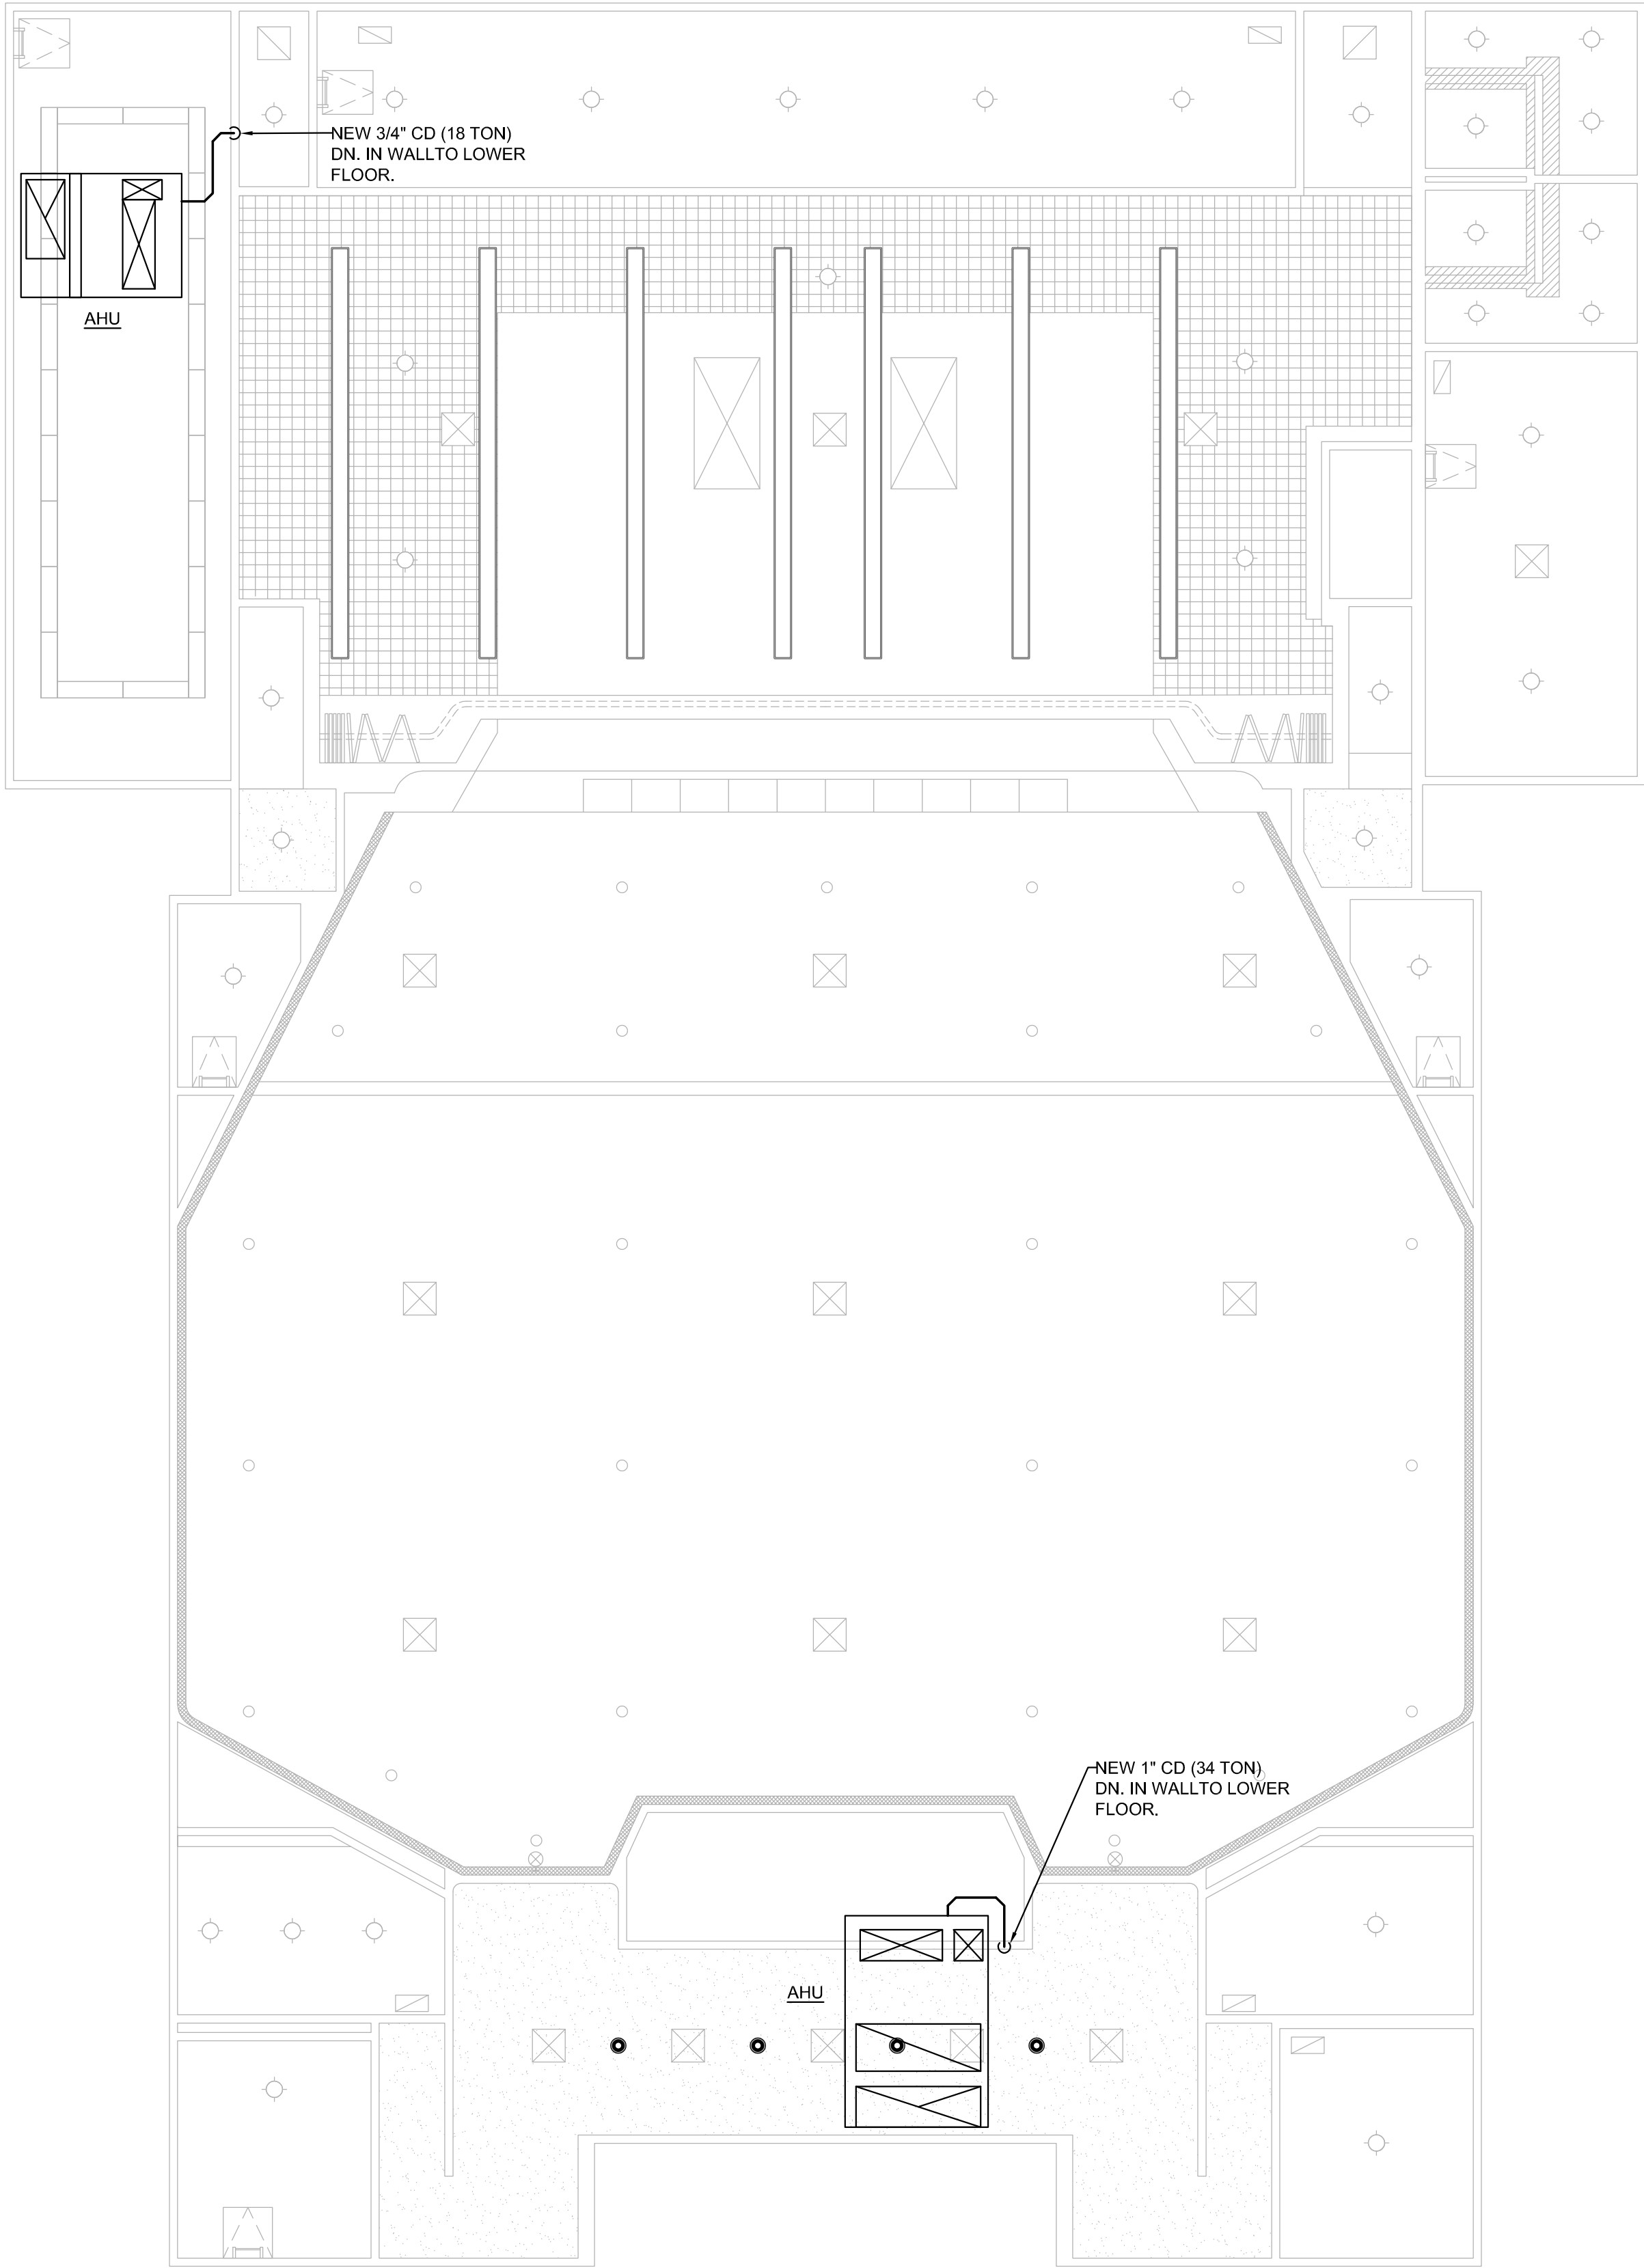 NEW 3/4" CD (18 TON)
DN. IN WALLTO LOWER
FLOOR.
AHU
NEW 1" CD (34 TON)
DN. IN WALLTO LOWER
FLOOR.
AHU